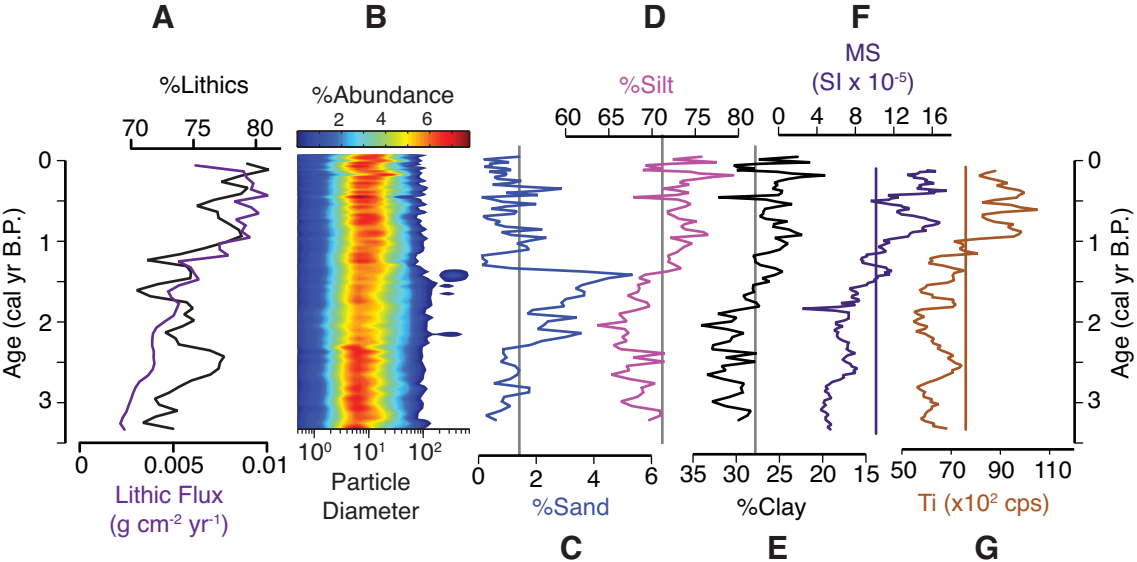 A
B
D
F
MS
(SI x 10⁻⁵)
%Lithics
%Abundance
%Silt
2 4 6
70 75 80
60 65 70 75 80
0 4 8 12 16
0
1
2
3
Age (cal yr B.P.)
0
1
2
3
Age (cal yr B.P.)
0 0.005 0.01
10⁰ 10¹ 10²
0 2 4 6
35 30 25 20 15
50 70 90 110
Lithic Flux
(g cm⁻² yr⁻¹)
Particle
Diameter
%Sand
%Clay
Ti (x10² cps)
C
E
G